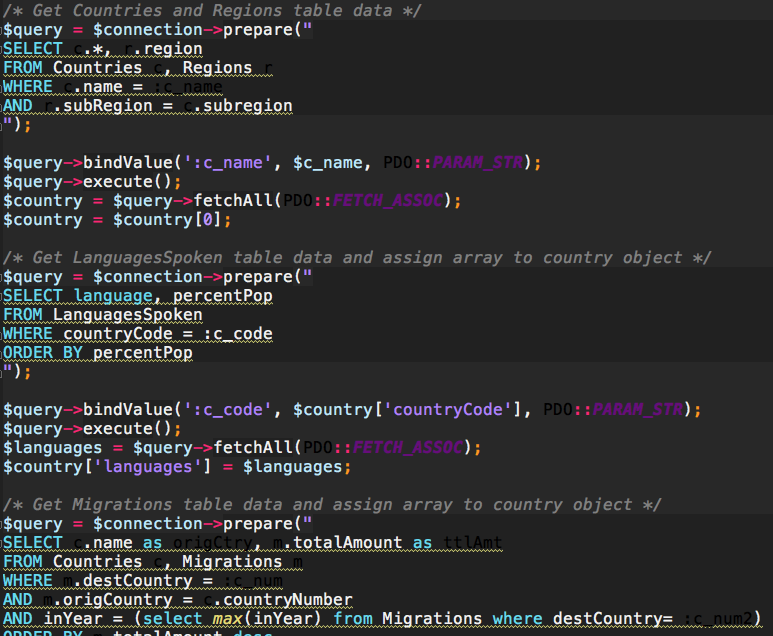 /* Get Countries and Regions table data */
$query = $connection->prepare("
SELECT c.*, r.region
FROM Countries c, Regions r
WHERE c.name = :c_name
AND r.subRegion = c.subregion
");
$query->bindValue(':c_name', $c_name, PDO::PARAM_STR);
$query->execute();
$country = $query->fetchAll(PDO::FETCH_ASSOC);
$country = $country[0];
/* Get LanguagesSpoken table data and assign array to country object */
$query = $connection->prepare("
SELECT language, percentPop
FROM LanguagesSpoken
WHERE countryCode = :c_code
ORDER BY percentPop
");
$query->bindValue(':c_code', $country['countryCode'], PDO::PARAM_STR);
$query->execute();
$languages = $query->fetchAll(PDO::FETCH_ASSOC);
$country['languages'] = $languages;
/* Get Migrations table data and assign array to country object */
$query = $connection->prepare("
SELECT c.name as origCtry, m.totalAmount as ttlAmt
FROM Countries c, Migrations m
WHERE m.destCountry = :c_num
AND m.origCountry = c.countryNumber
AND inYear = (select max(inYear) from Migrations where destCountry= :c_num2)
ORDER BY m.totalAmount desc